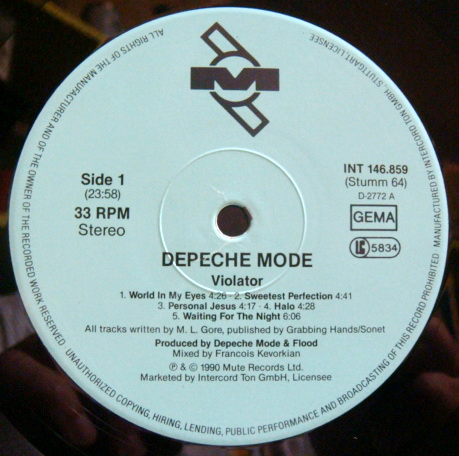 ALL RIGHTS OF THE MANUFACTURER AND OF THE OWNER OF THE RECORDED WORK RESERVED
UNAUTHORIZED COPYING, HIRING, LENDING, PUBLIC PERFORMANCE AND BROADCASTING OF THIS RECORD PROHIBITED
MANUFACTURED BY INTERCORD TON GMBH, STUTTGART/LICENSEE
M
Side 1
(23:58)
33 RPM
Stereo
INT 146.859
(Stumm 64)
D-2772 A
GEMA
LC 5834
DEPECHE MODE
Violator
1. World In My Eyes 4:26 · 2. Sweetest Perfection 4:41
3. Personal Jesus 4:17 · 4. Halo 4:28
5. Waiting For The Night 6:06
All tracks written by M. L. Gore, published by Grabbing Hands/Sonet
Produced by Depeche Mode & Flood
Mixed by Francois Kevorkian
℗ & © 1990 Mute Records Ltd.
Marketed by Intercord Ton GmbH, Licensee